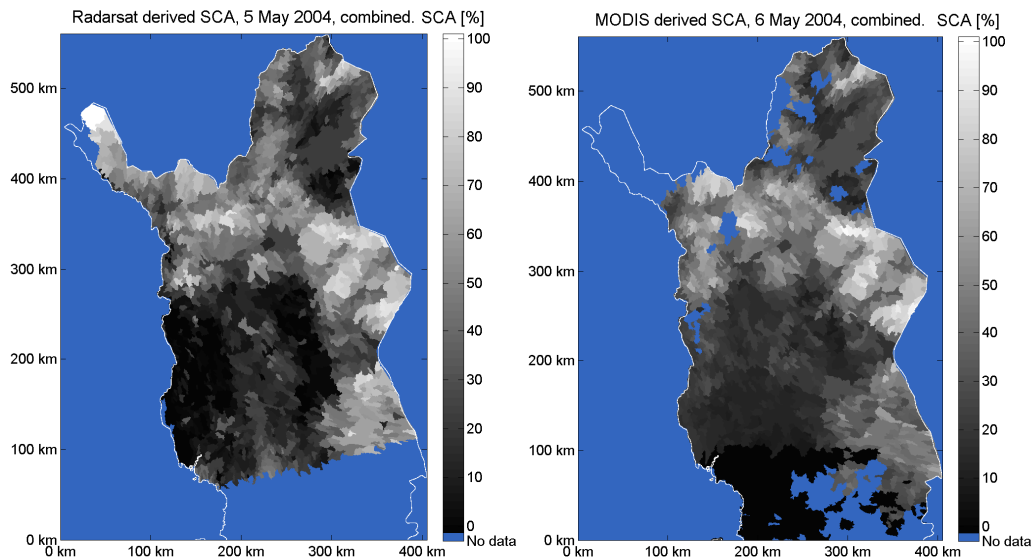 Radarsat derived SCA, 5 May 2004, combined. SCA [%]
500 km
400 km
300 km
200 km
100 km
0 km
0 km 100 km 200 km 300 km 400 km
100
90
80
70
60
50
40
30
20
10
0
No data
MODIS derived SCA, 6 May 2004, combined. SCA [%]
500 km
400 km
300 km
200 km
100 km
0 km
0 km 100 km 200 km 300 km 400 km
100
90
80
70
60
50
40
30
20
10
0
No data